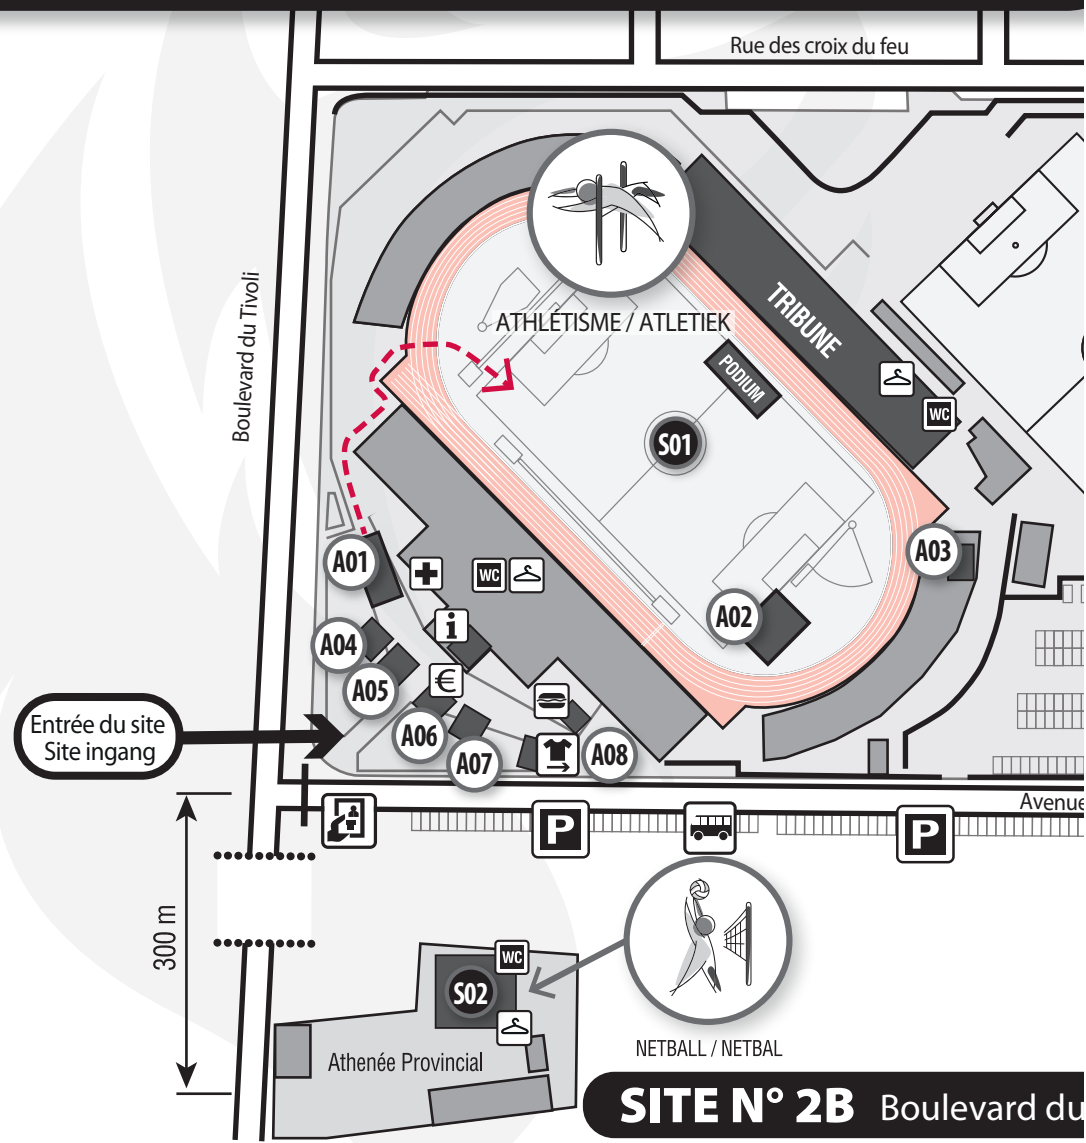 Rue des croix du feu
Boulevard du Tivoli
ATHLÉTISME / ATLETIEK
TRIBUNE
PODIUM
WC
S01
A01
WC
A03
A02
A04
i
A05
€
Entrée du site
Site ingang
A06
A07
A08
Avenue
P
P
300 m
WC
S02
Athenée Provincial
NETBALL / NETBAL
SITE N° 2B Boulevard du